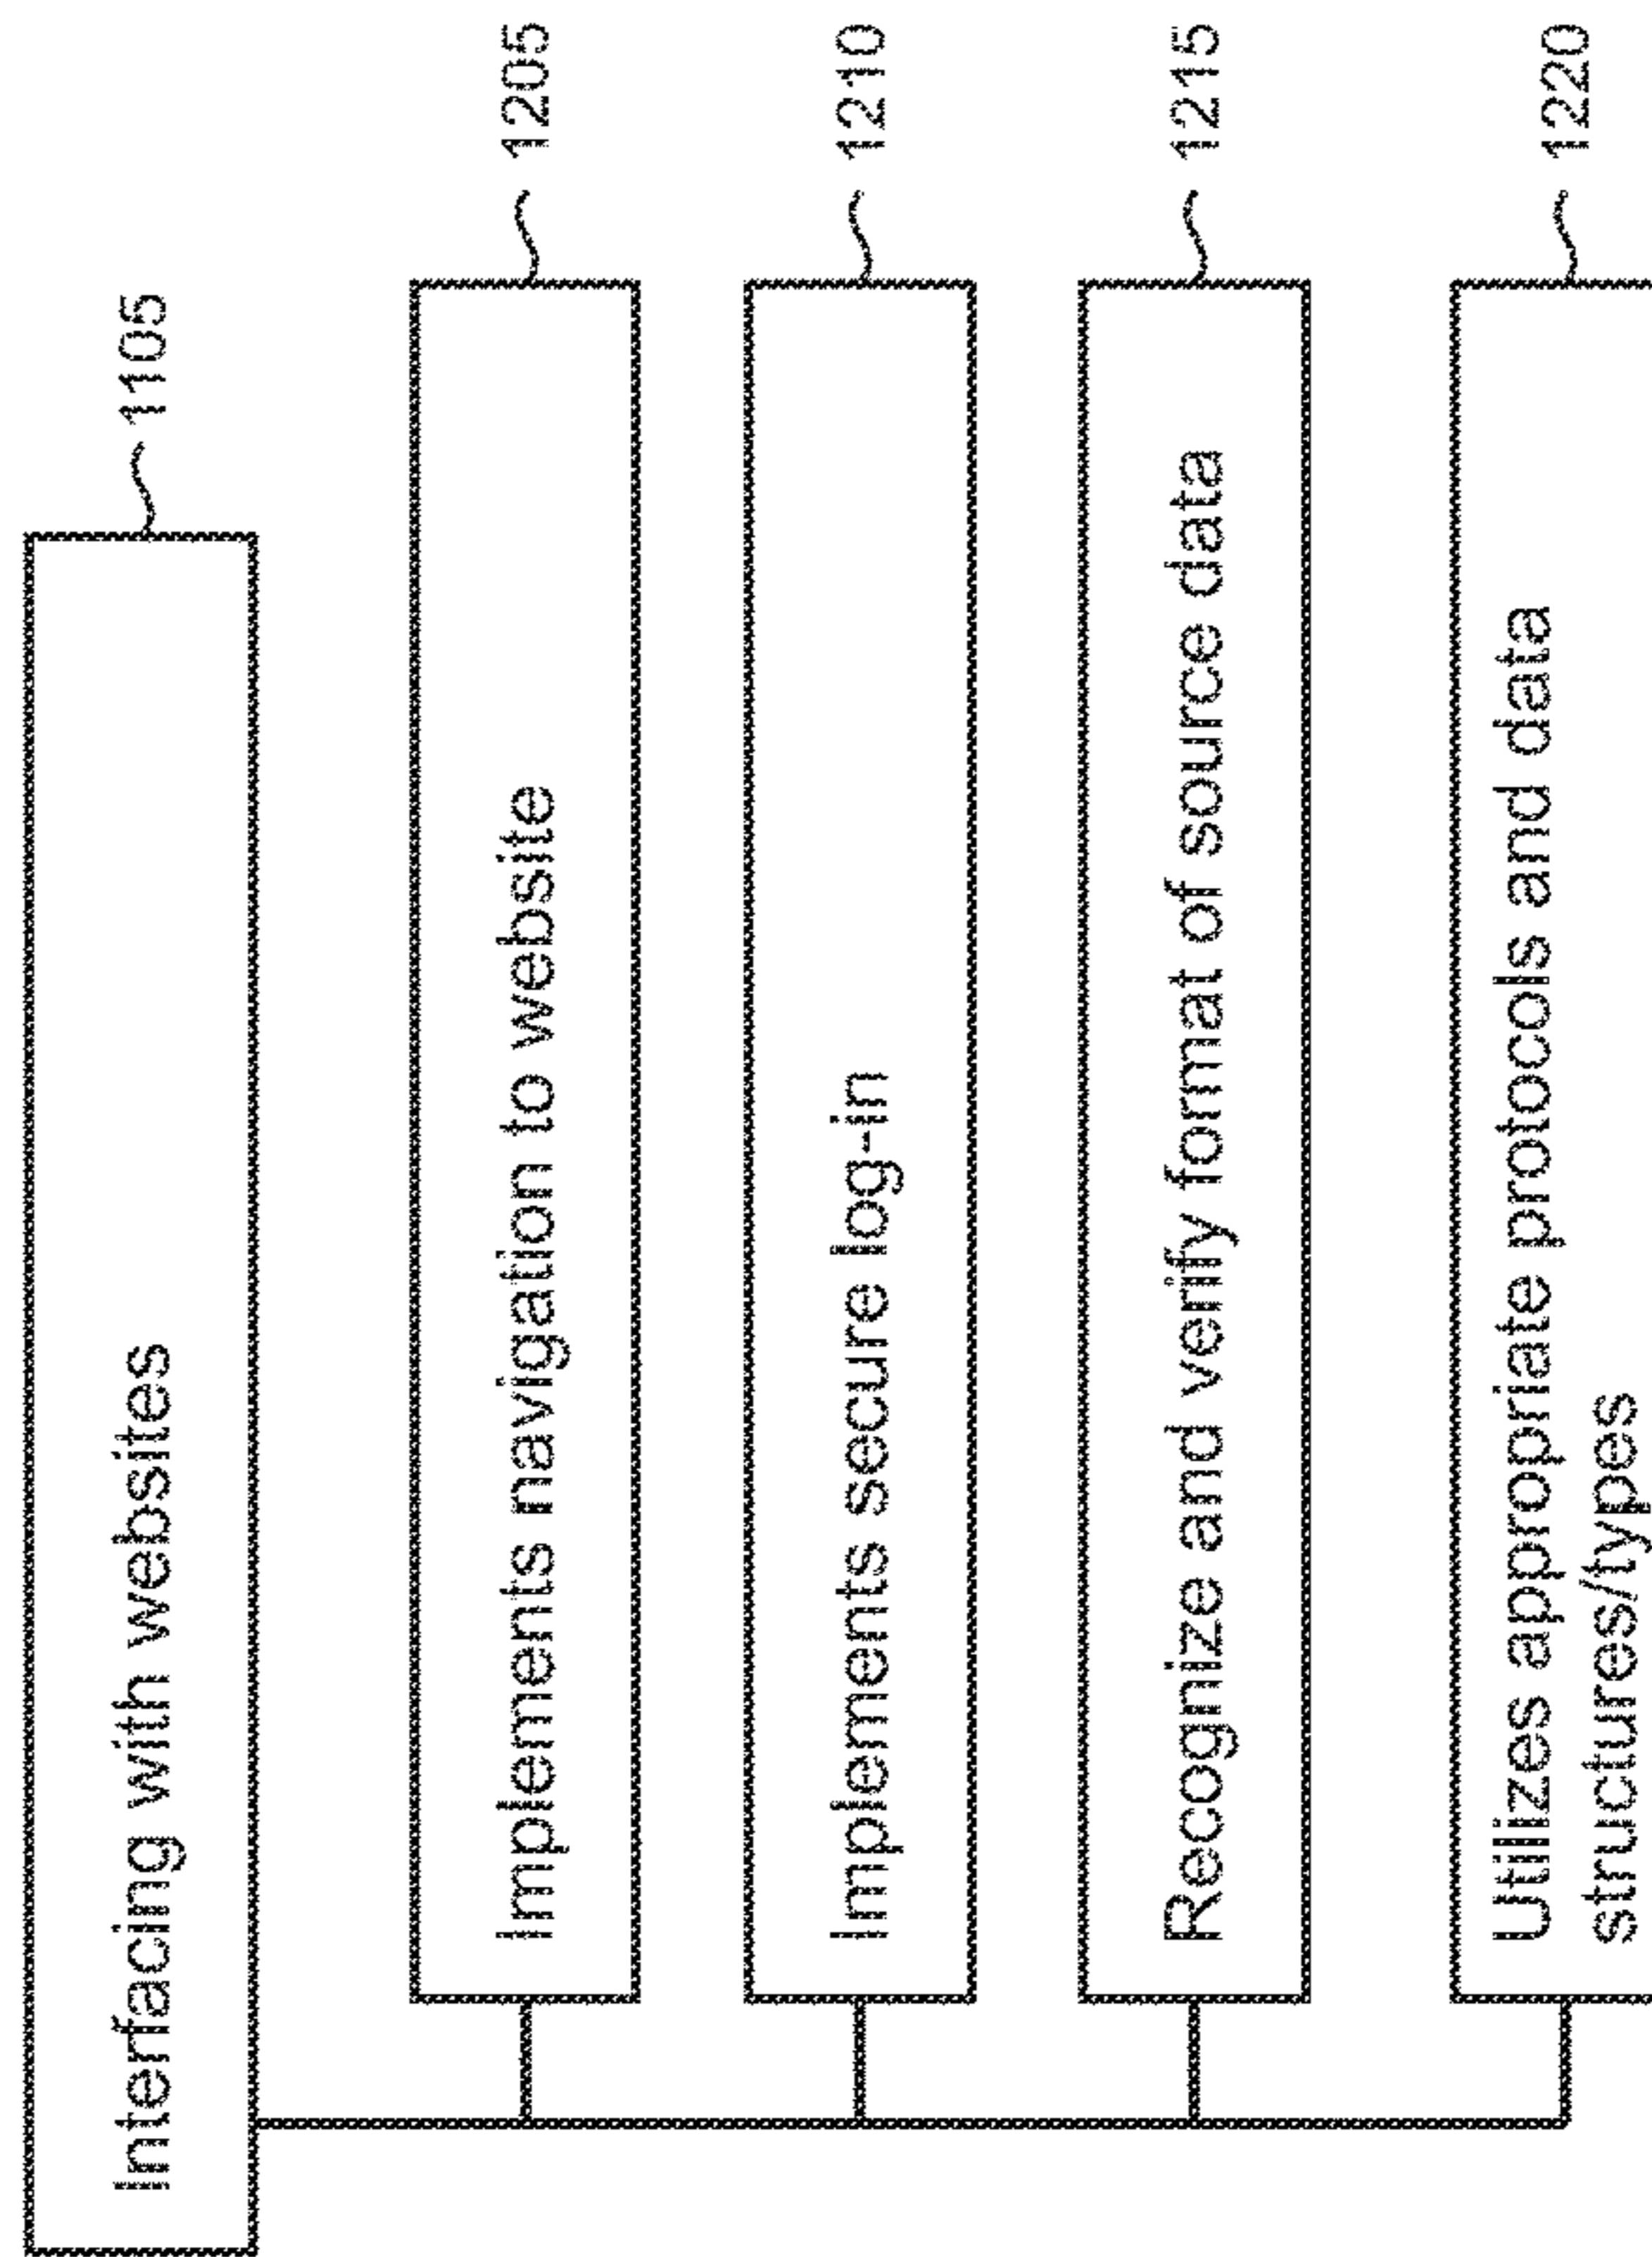 Interfacing with websites
1105
Implements navigation to website
1205
Implements secure log-in
1210
Recognize and verify format of source data
1215
Utilizes appropriate protocols and data
structures/types
1220